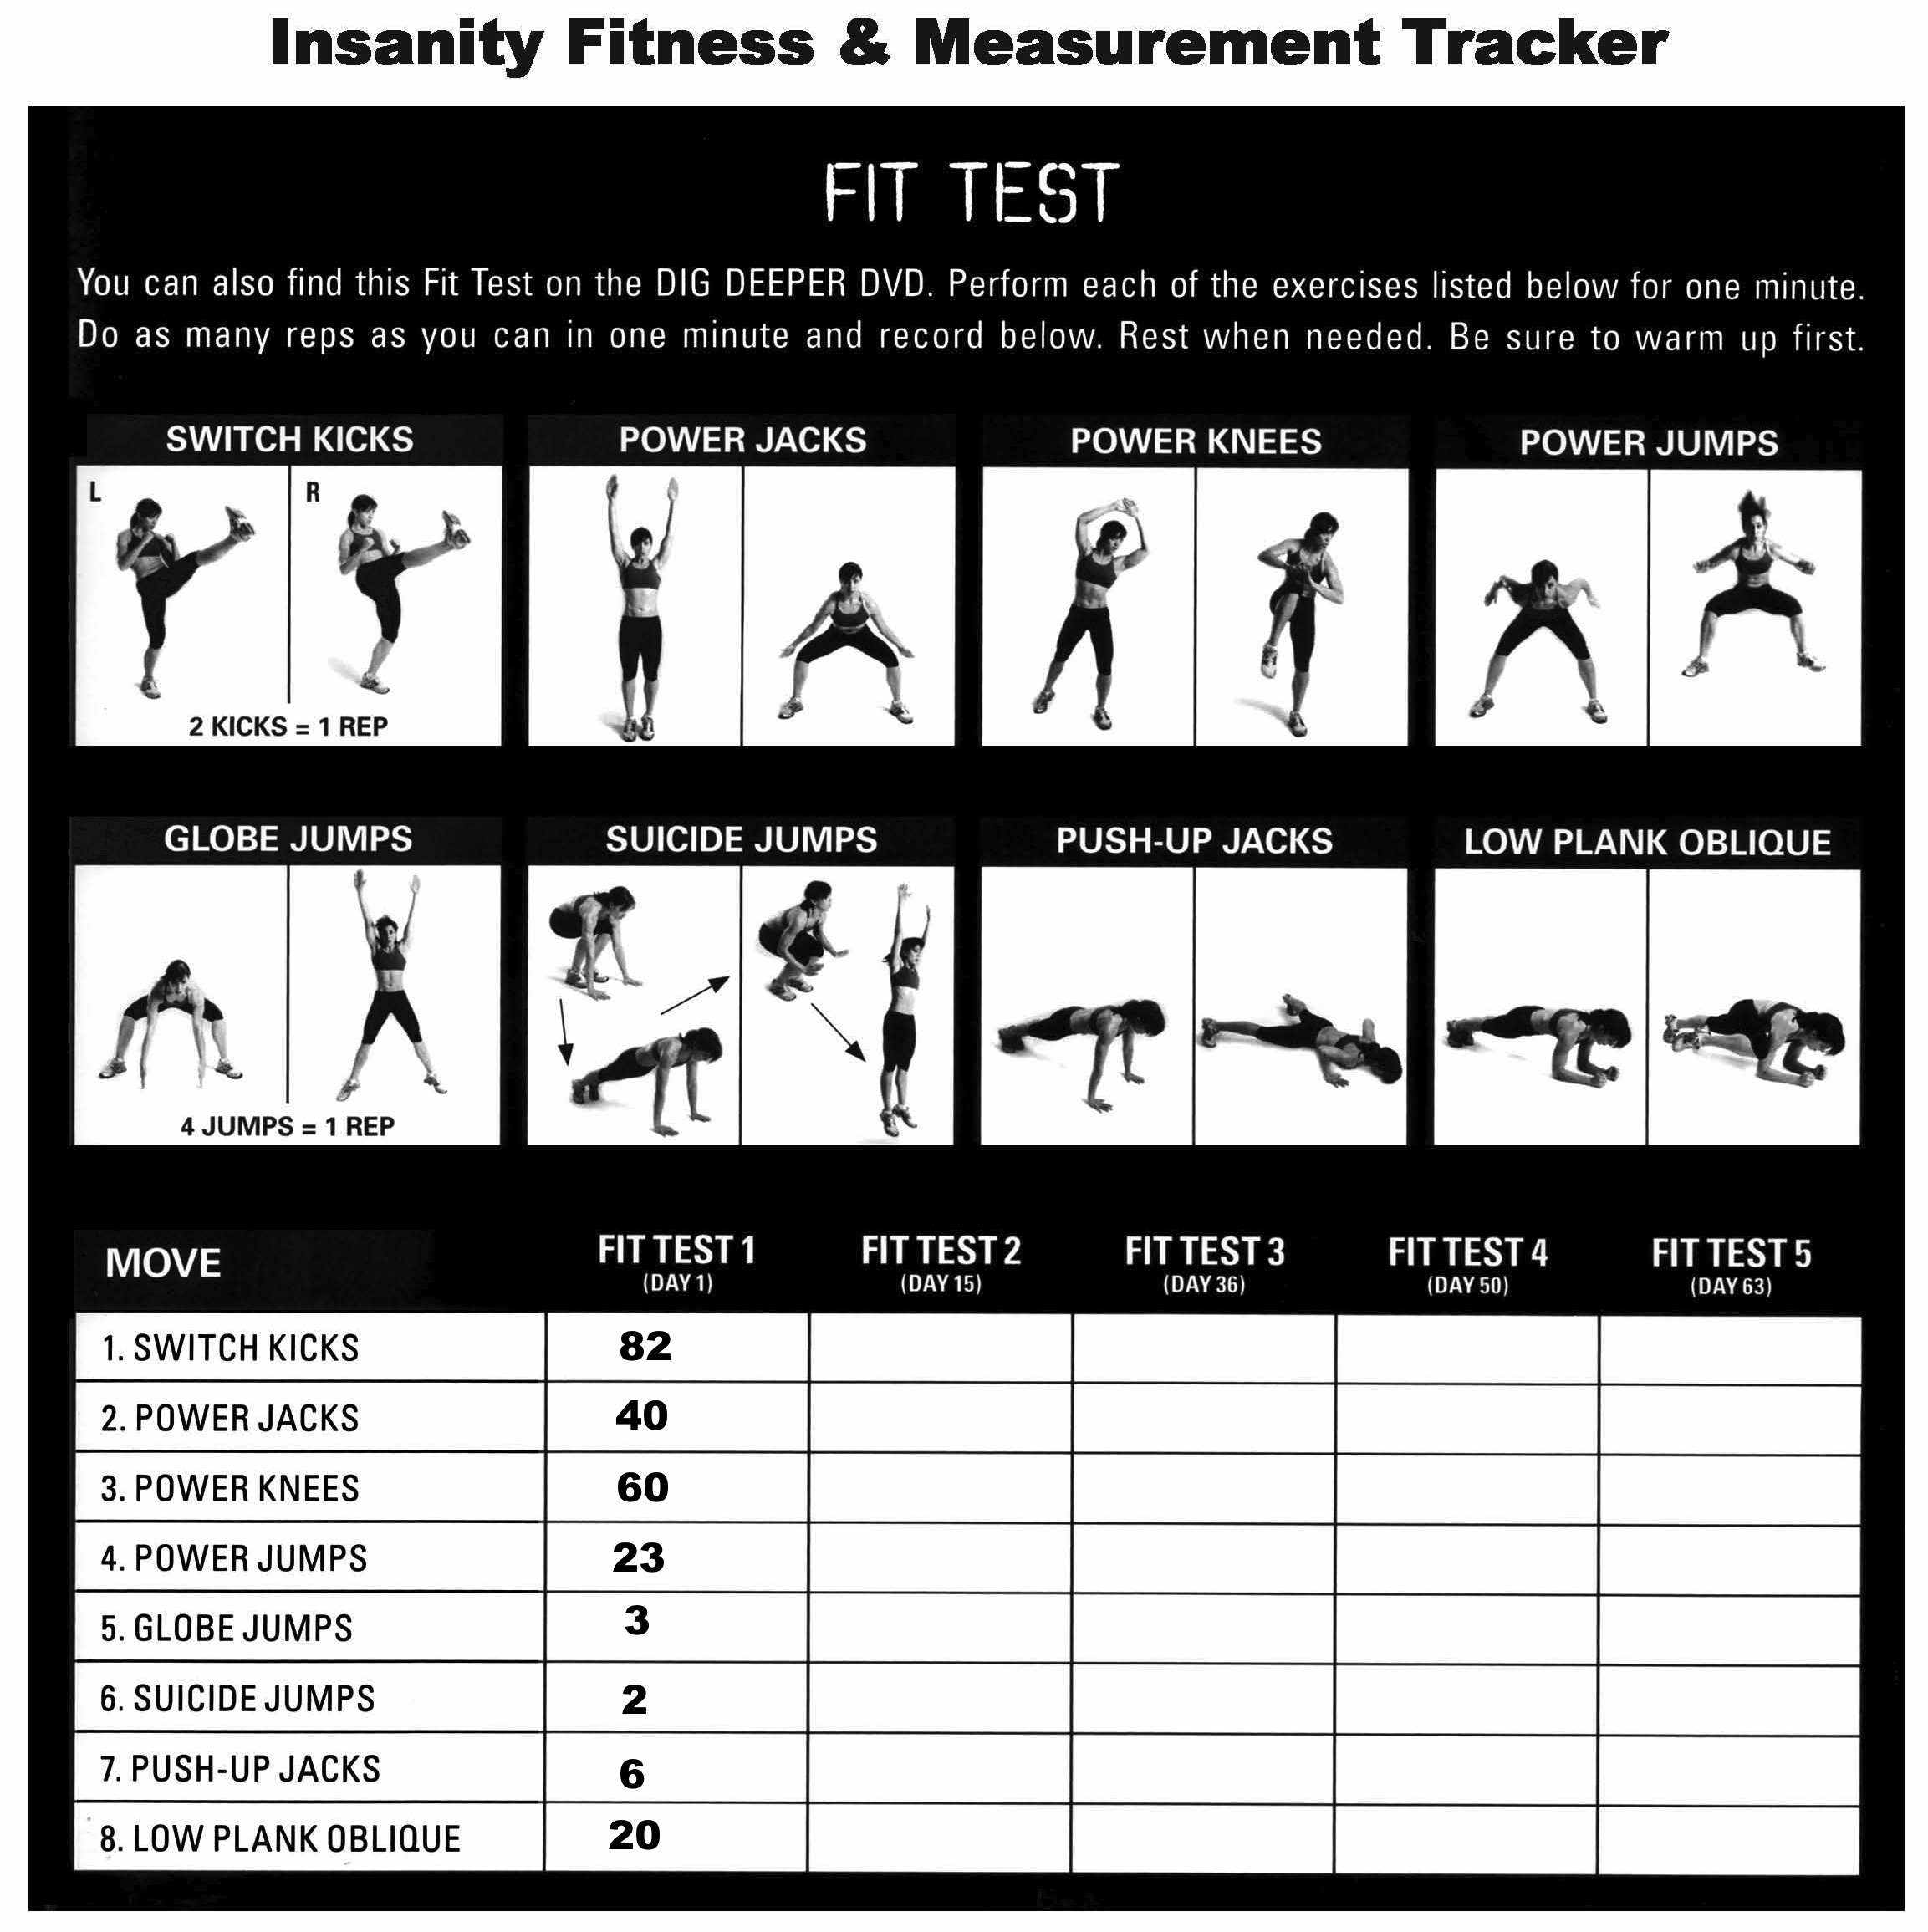 Insanity Fitness & Measurement Tracker
FIT TEST
You can also find this Fit Test on the DIG DEEPER DVD. Perform each of the exercises listed below for one minute.
Do as many reps as you can in one minute and record below. Rest when needed. Be sure to warm up first.
SWITCH KICKS POWER JACKS POWER KNEES POWER JUMPS
L R
2 KICKS = 1 REP
GLOBE JUMPS SUICIDE JUMPS PUSH-UP JACKS LOW PLANK OBLIQUE
4 JUMPS = 1 REP
MOVE FIT TEST 1 FIT TEST 2 FIT TEST 3 FIT TEST 4 FIT TEST 5
(DAY 1) (DAY 15) (DAY 36) (DAY 50) (DAY 63)
1. SWITCH KICKS 82
2. POWER JACKS 40
3. POWER KNEES 60
4. POWER JUMPS 23
5. GLOBE JUMPS 3
6. SUICIDE JUMPS 2
7. PUSH-UP JACKS 6
8. LOW PLANK OBLIQUE 20